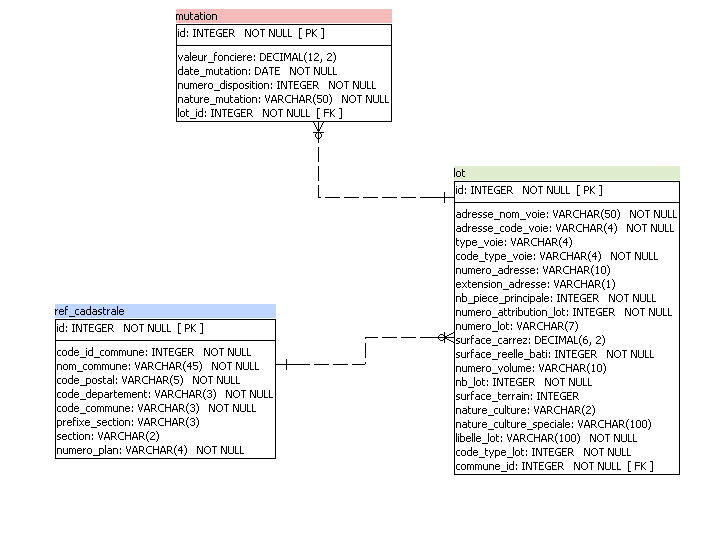 mutation
id: INTEGER NOT NULL [ PK ]
valeur_fonciere: DECIMAL(12, 2)
date_mutation: DATE NOT NULL
numero_disposition: INTEGER NOT NULL
nature_mutation: VARCHAR(50) NOT NULL
lot_id: INTEGER NOT NULL [ FK ]
lot
id: INTEGER NOT NULL [ PK ]
adresse_nom_voie: VARCHAR(50) NOT NULL
adresse_code_voie: VARCHAR(4) NOT NULL
type_voie: VARCHAR(4)
code_type_voie: VARCHAR(4) NOT NULL
numero_adresse: VARCHAR(10)
extension_adresse: VARCHAR(1)
nb_piece_principale: INTEGER NOT NULL
numero_attribution_lot: INTEGER NOT NULL
numero_lot: VARCHAR(7)
surface_carrez: DECIMAL(6, 2)
surface_reelle_bati: INTEGER NOT NULL
numero_volume: VARCHAR(10)
nb_lot: INTEGER NOT NULL
surface_terrain: INTEGER
nature_culture: VARCHAR(2)
nature_culture_speciale: VARCHAR(100)
libelle_lot: VARCHAR(100) NOT NULL
code_type_lot: INTEGER NOT NULL
commune_id: INTEGER NOT NULL [ FK ]
ref_cadastrale
id: INTEGER NOT NULL [ PK ]
code_id_commune: INTEGER NOT NULL
nom_commune: VARCHAR(45) NOT NULL
code_postal: VARCHAR(5) NOT NULL
code_departement: VARCHAR(3) NOT NULL
code_commune: VARCHAR(3) NOT NULL
prefixe_section: VARCHAR(3)
section: VARCHAR(2)
numero_plan: VARCHAR(4) NOT NULL